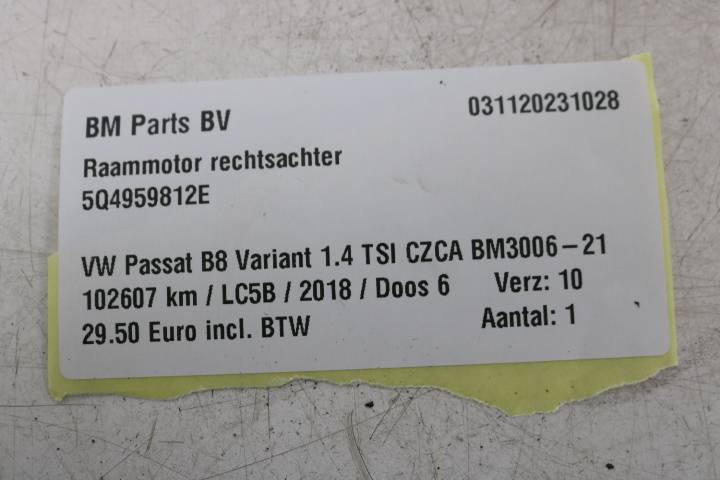 BM Parts BV 031120231028
Raammotor rechtsachter
5Q4959812E
VW Passat B8 Variant 1.4 TSI CZCA BM3006-21
102607 km / LC5B / 2018 / Doos 6 Verz: 10
29.50 Euro incl. BTW Aantal: 1